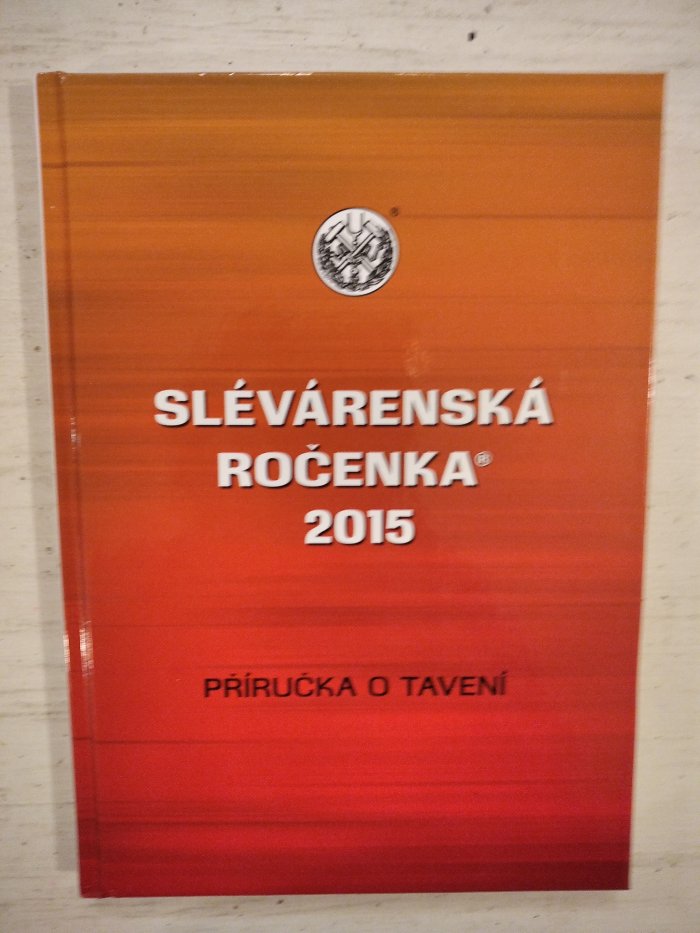 ®
SLÉVÁRENSKÁ
ROČENKA®
2015
PŘÍRUČKA O TAVENÍ